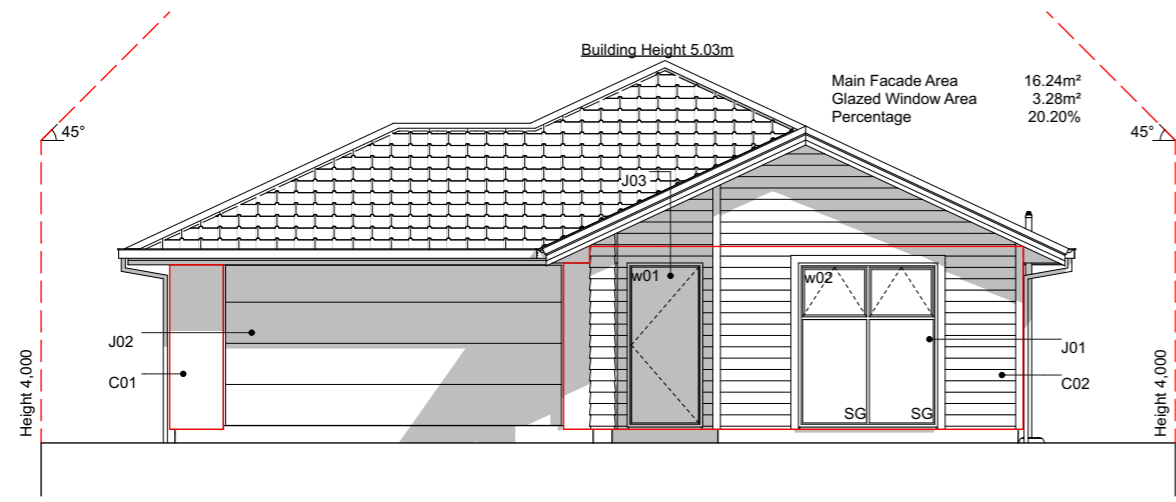 Building Height 5.03m
Main Facade Area 16.24m²
Glazed Window Area 3.28m²
Percentage 20.20%
45°
45°
J03
w01
w02
J02
J01
C01
C02
Height 4,000
Height 4,000
SG
SG